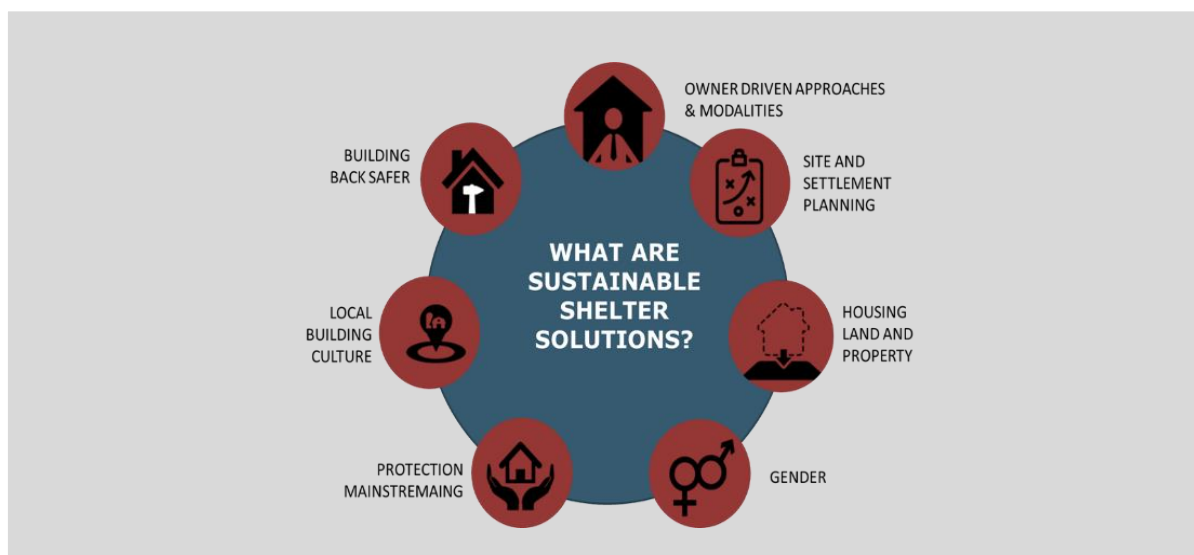 OWNER DRIVEN APPROACHES
& MODALITIES
SITE AND
SETTLEMENT
PLANNING
HOUSING
LAND AND
PROPERTY
GENDER
PROTECTION
MAINSTREMAING
LOCAL
BUILDING
CULTURE
BUILDING
BACK SAFER
WHAT ARE
SUSTAINABLE
SHELTER
SOLUTIONS?